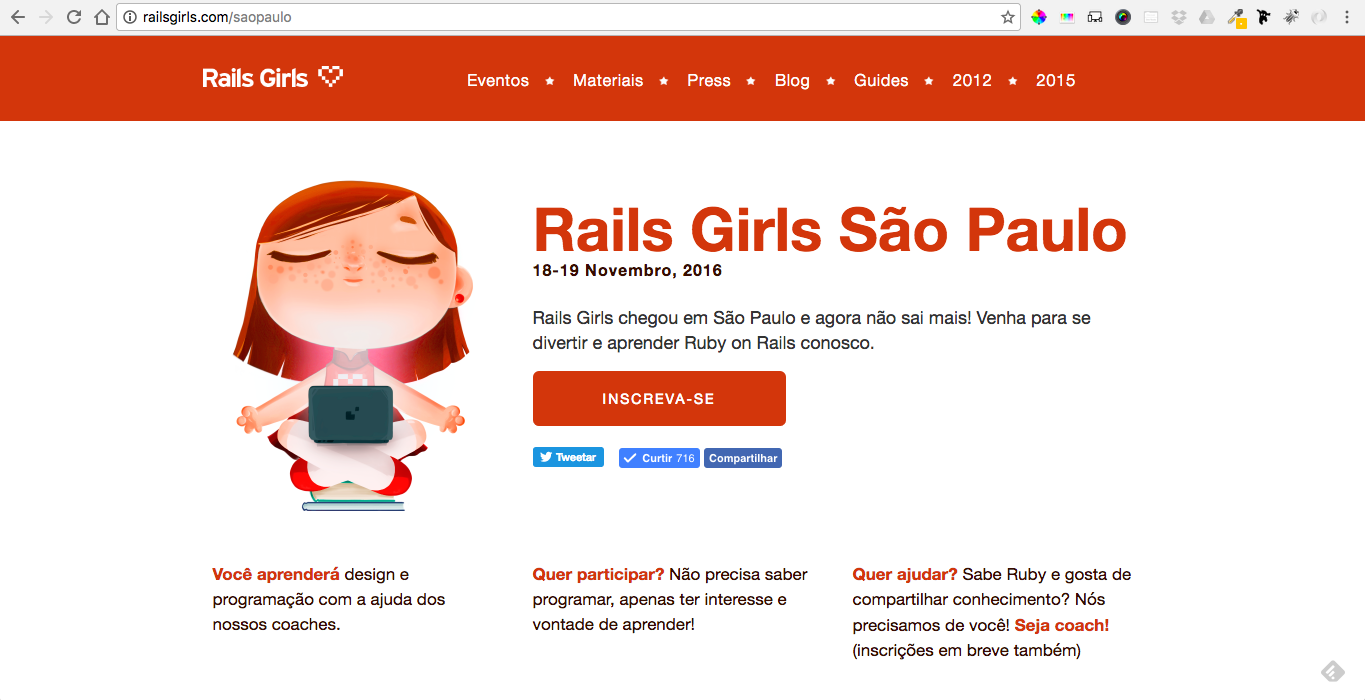 railsgirls.com/saopaulo
Rails Girls
Eventos ★ Materiais ★ Press ★ Blog ★ Guides ★ 2012 ★ 2015
Rails Girls São Paulo
18-19 Novembro, 2016
Rails Girls chegou em São Paulo e agora não sai mais! Venha para se
divertir e aprender Ruby on Rails conosco.
INSCREVA-SE
Tweetar
Curtir 716
Compartilhar
Você aprenderá design e
programação com a ajuda dos
nossos coaches.
Quer participar? Não precisa saber
programar, apenas ter interesse e
vontade de aprender!
Quer ajudar? Sabe Ruby e gosta de
compartilhar conhecimento? Nós
precisamos de você! Seja coach!
(inscrições em breve também)